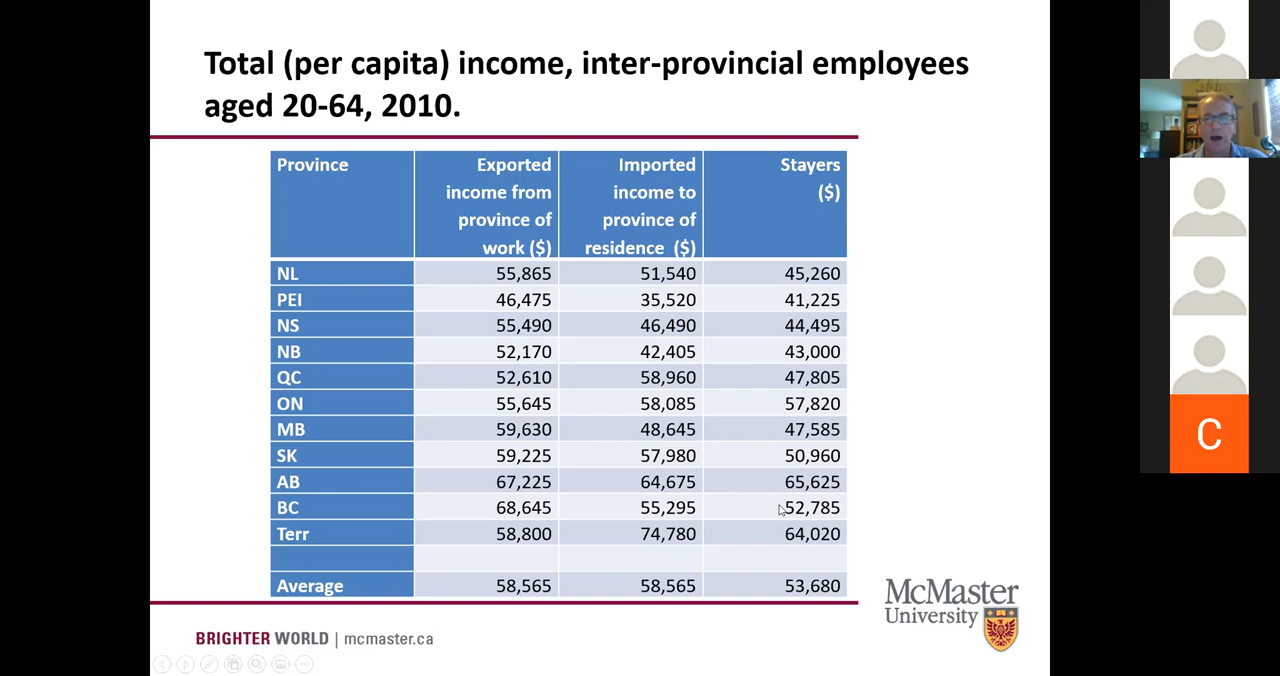 Total (per capita) income, inter-provincial employees
aged 20-64, 2010.
Province Exported income from province of work ($) Imported income to province of residence ($) Stayers ($)
NL 55,865 51,540 45,260
PEI 46,475 35,520 41,225
NS 55,490 46,490 44,495
NB 52,170 42,405 43,000
QC 52,610 58,960 47,805
ON 55,645 58,085 57,820
MB 59,630 48,645 47,585
SK 59,225 57,980 50,960
AB 67,225 64,675 65,625
BC 68,645 55,295 52,785
Terr 58,800 74,780 64,020
Average 58,565 58,565 53,680
McMaster
University
BRIGHTER WORLD | mcmaster.ca
C